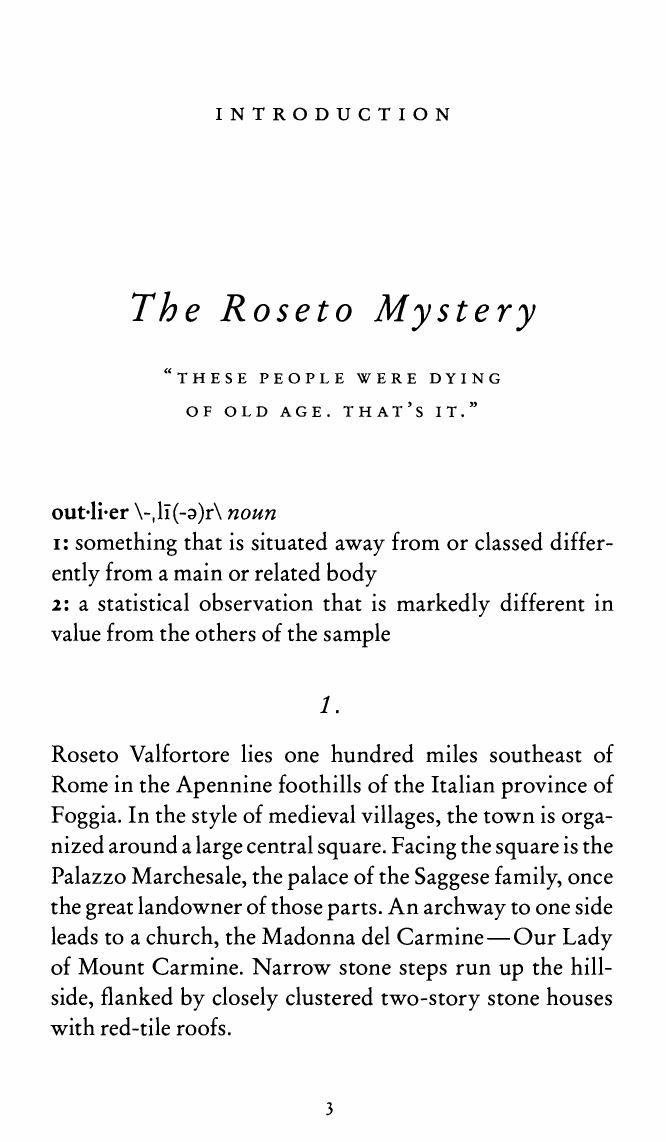 INTRODUCTION
The Roseto Mystery
“THESE PEOPLE WERE DYING
OF OLD AGE. THAT’S IT.”
out·li·er \-ˌlī(-ə)r\ noun
1: something that is situated away from or classed differ-
ently from a main or related body
2: a statistical observation that is markedly different in
value from the others of the sample
1.
Roseto Valfortore lies one hundred miles southeast of
Rome in the Apennine foothills of the Italian province of
Foggia. In the style of medieval villages, the town is orga-
nized around a large central square. Facing the square is the
Palazzo Marchesale, the palace of the Saggese family, once
the great landowner of those parts. An archway to one side
leads to a church, the Madonna del Carmine—Our Lady
of Mount Carmine. Narrow stone steps run up the hill-
side, flanked by closely clustered two-story stone houses
with red-tile roofs.
3